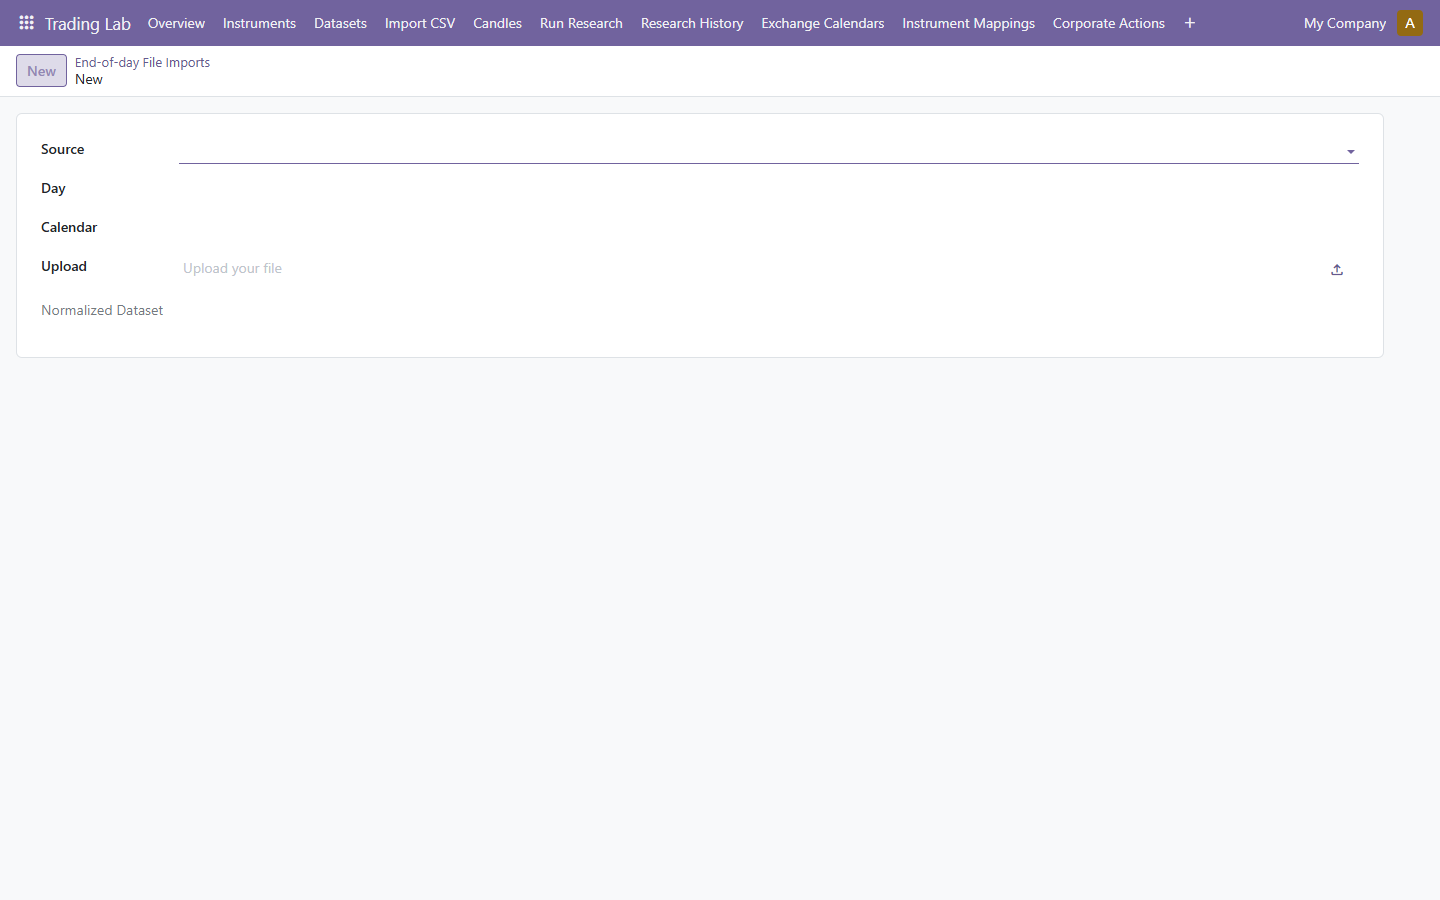 Trading Lab Overview Instruments Datasets Import CSV Candles Run Research Research History Exchange Calendars Instrument Mappings Corporate Actions + My Company A
New
End-of-day File Imports
New
Source
Day
Calendar
Upload Upload your file
Normalized Dataset